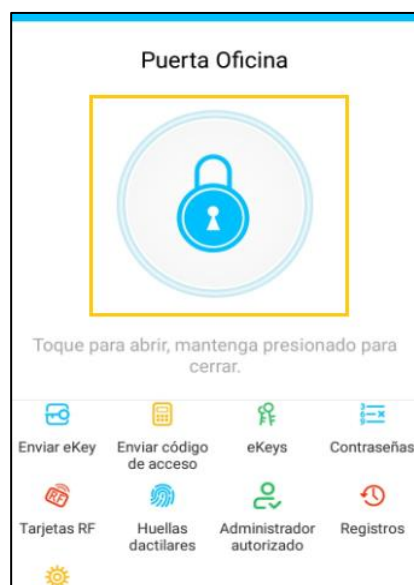 Puerta Oficina
Toque para abrir, mantenga presionado para
cerrar.
Enviar eKey
Enviar código
de acceso
eKeys
Contraseñas
Tarjetas RF
Huellas
dactilares
Administrador
autorizado
Registros